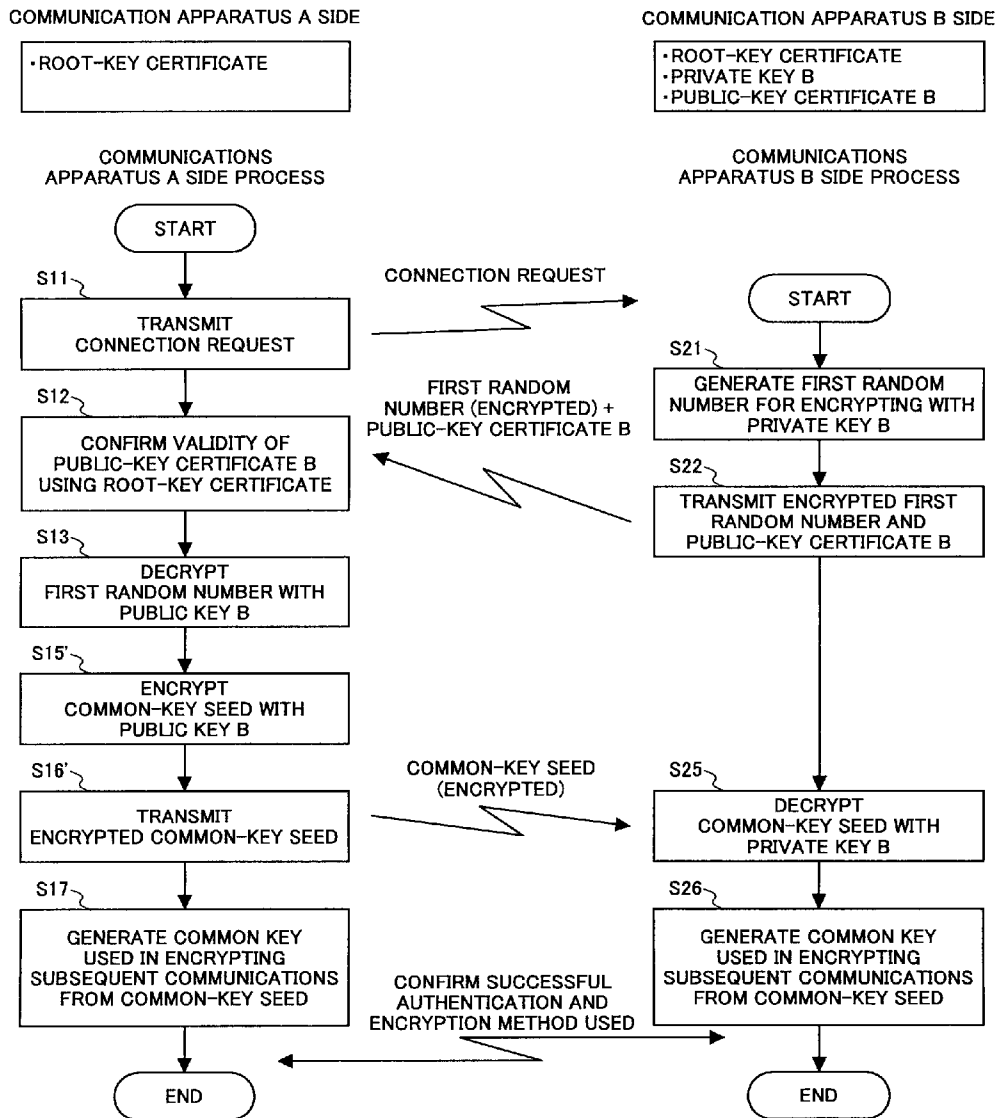 COMMUNICATION APPARATUS A SIDE
・ROOT-KEY CERTIFICATE
COMMUNICATIONS
APPARATUS A SIDE PROCESS
START
S11
TRANSMIT
CONNECTION REQUEST
S12
CONFIRM VALIDITY OF
PUBLIC-KEY CERTIFICATE B
USING ROOT-KEY CERTIFICATE
S13
DECRYPT
FIRST RANDOM NUMBER WITH
PUBLIC KEY B
S15'
ENCRYPT
COMMON-KEY SEED WITH
PUBLIC KEY B
S16'
TRANSMIT
ENCRYPTED COMMON-KEY SEED
S17
GENERATE COMMON KEY
USED IN ENCRYPTING
SUBSEQUENT COMMUNICATIONS
FROM COMMON-KEY SEED
END
CONNECTION REQUEST
FIRST RANDOM
NUMBER (ENCRYPTED) +
PUBLIC-KEY CERTIFICATE B
COMMON-KEY SEED
(ENCRYPTED)
CONFIRM SUCCESSFUL
AUTHENTICATION AND
ENCRYPTION METHOD USED
COMMUNICATION APPARATUS B SIDE
・ROOT-KEY CERTIFICATE
・PRIVATE KEY B
・PUBLIC-KEY CERTIFICATE B
COMMUNICATIONS
APPARATUS B SIDE PROCESS
START
S21
GENERATE FIRST RANDOM
NUMBER FOR ENCRYPTING WITH
PRIVATE KEY B
S22
TRANSMIT ENCRYPTED FIRST
RANDOM NUMBER AND
PUBLIC-KEY CERTIFICATE B
S25
DECRYPT
COMMON-KEY SEED WITH
PRIVATE KEY B
S26
GENERATE COMMON KEY
USED IN ENCRYPTING
SUBSEQUENT COMMUNICATIONS
FROM COMMON-KEY SEED
END